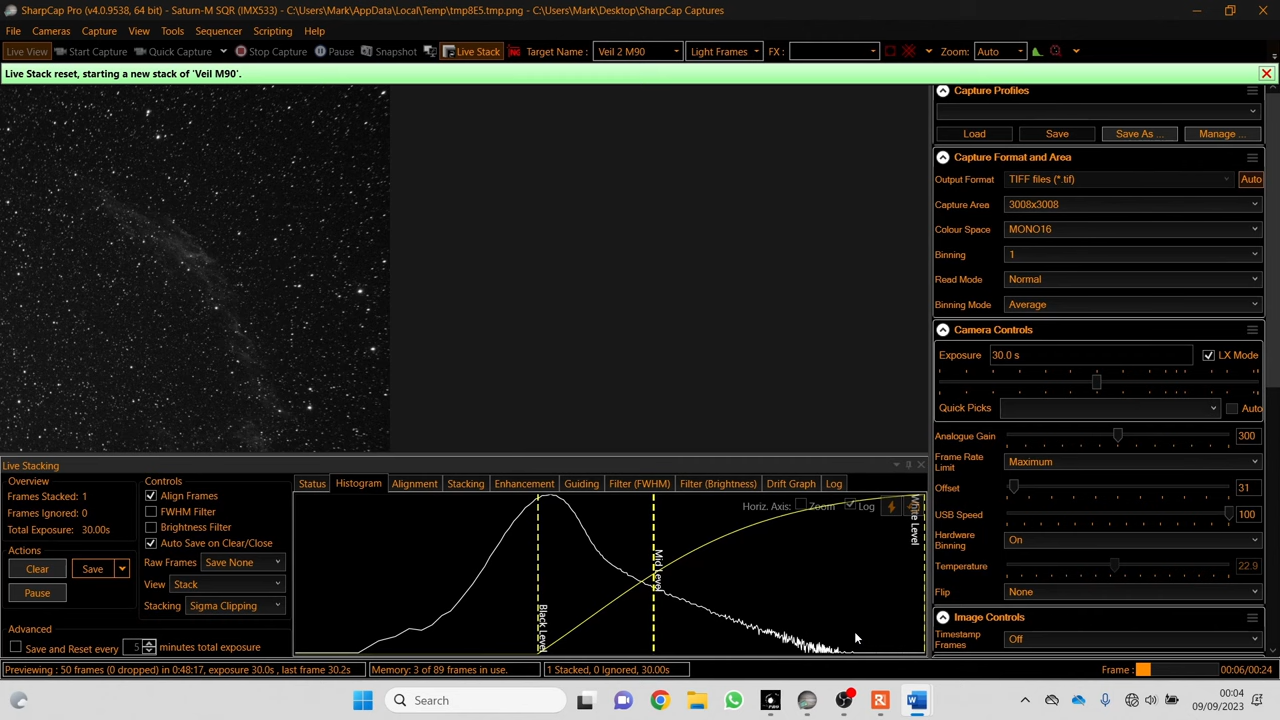 SharpCap Pro (v4.0.9538, 64 bit) - Saturn-M SQR (IMX533) - C:\Users\Mark\AppData\Local\Temp\tmp8E5.tmp.png - C:\Users\Mark\Desktop\SharpCap Captures
File Cameras Capture View Tools Sequencer Scripting Help
Live View Start Capture Quick Capture Stop Capture Pause Snapshot Live Stack Target Name : Veil 2 M90 Light Frames FX : Zoom: Auto
Live Stack reset, starting a new stack of 'Veil M90'.
Capture Profiles
Load Save Save As ... Manage ...
Capture Format and Area
Output Format TIFF files (*.tif) Auto
Capture Area 3008x3008
Colour Space MONO16
Binning 1
Read Mode Normal
Binning Mode Average
Camera Controls
Exposure 30.0 s LX Mode
Quick Picks Auto
Analogue Gain 300
Frame Rate Limit Maximum
Offset 31
USB Speed 100
Hardware Binning On
Temperature 22.9
Flip None
Image Controls
Timestamp Frames Off
Live Stacking
Overview
Frames Stacked: 1
Frames Ignored: 0
Total Exposure: 30.00s
Actions
Clear Save
Pause
Controls
Align Frames
FWHM Filter
Brightness Filter
Auto Save on Clear/Close
Raw Frames Save None
View Stack
Stacking Sigma Clipping
Advanced
Save and Reset every 5 minutes total exposure
Status Histogram Alignment Stacking Enhancement Guiding Filter (FWHM) Filter (Brightness) Drift Graph Log
Horiz. Axis: Zoom Log
Black Level
Mid Level
White Level
Previewing : 50 frames (0 dropped) in 0:48:17, exposure 30.0s , last frame 30.2s Memory: 3 of 89 frames in use. 1 Stacked, 0 Ignored, 30.00s Frame : 00:06/00:24
Search
00:04
09/09/2023